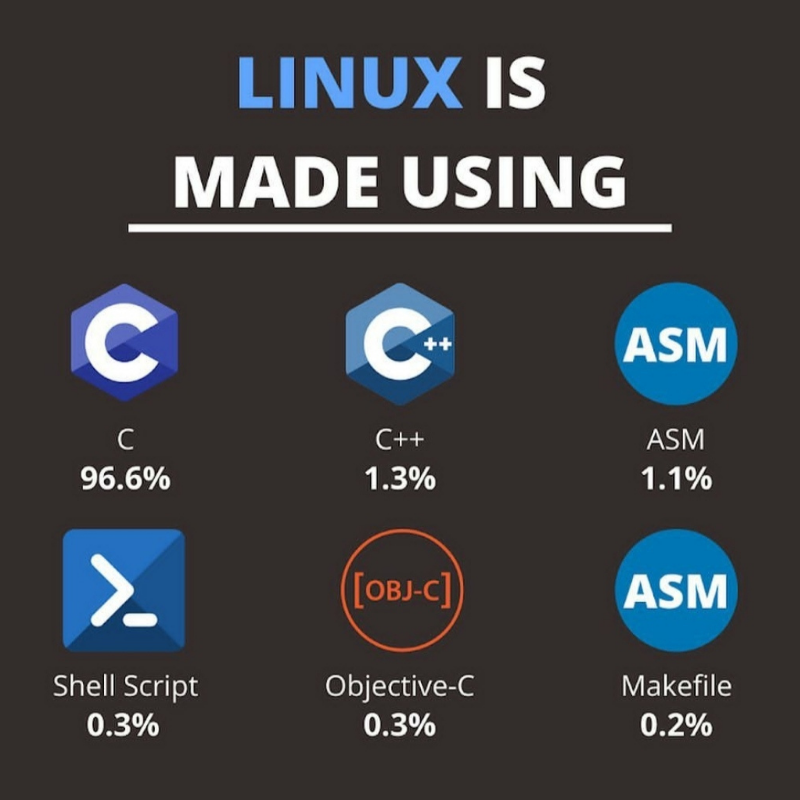 LINUX IS
MADE USING
C
C++
ASM
C
C++
ASM
96.6%
1.3%
1.1%
>_
[OBJ-C]
ASM
Shell Script
Objective-C
Makefile
0.3%
0.3%
0.2%